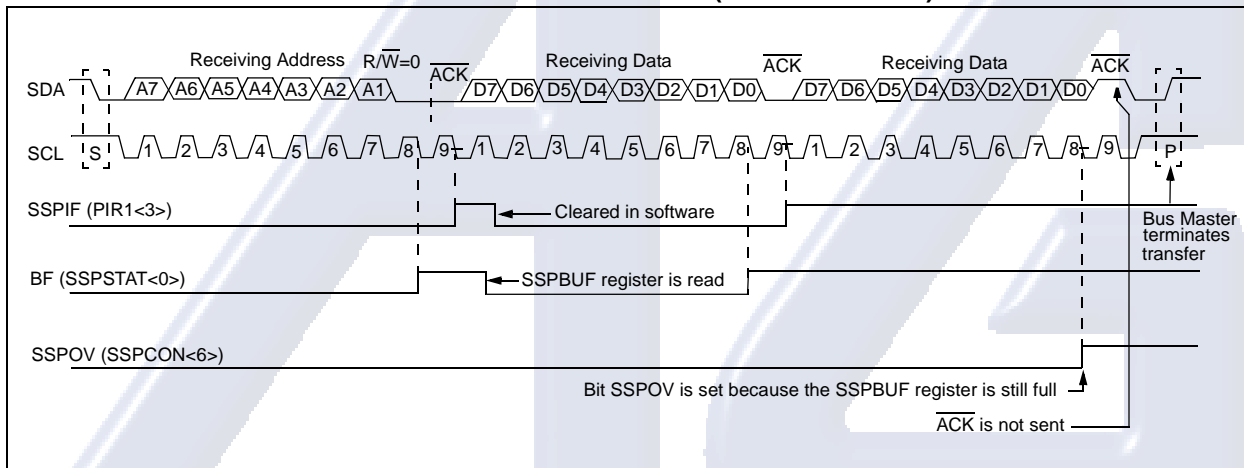 Receiving Address R/W=0 ACK Receiving Data ACK Receiving Data ACK
SDA A7 A6 A5 A4 A3 A2 A1 D7 D6 D5 D4 D3 D2 D1 D0 D7 D6 D5 D4 D3 D2 D1 D0
SCL S 1 2 3 4 5 6 7 8 9 1 2 3 4 5 6 7 8 9 1 2 3 4 5 6 7 8 9 P
SSPIF (PIR1<3>)
Cleared in software
Bus Master
terminates
transfer
BF (SSPSTAT<0>)
SSPBUF register is read
SSPOV (SSPCON<6>)
Bit SSPOV is set because the SSPBUF register is still full
ACK is not sent